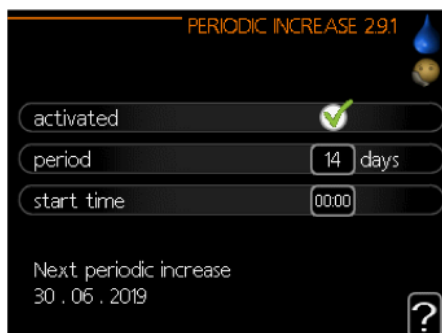 PERIODIC INCREASE 2.9.1
activated
period 14 days
start time 00:00
Next periodic increase
30 . 06 . 2019
?